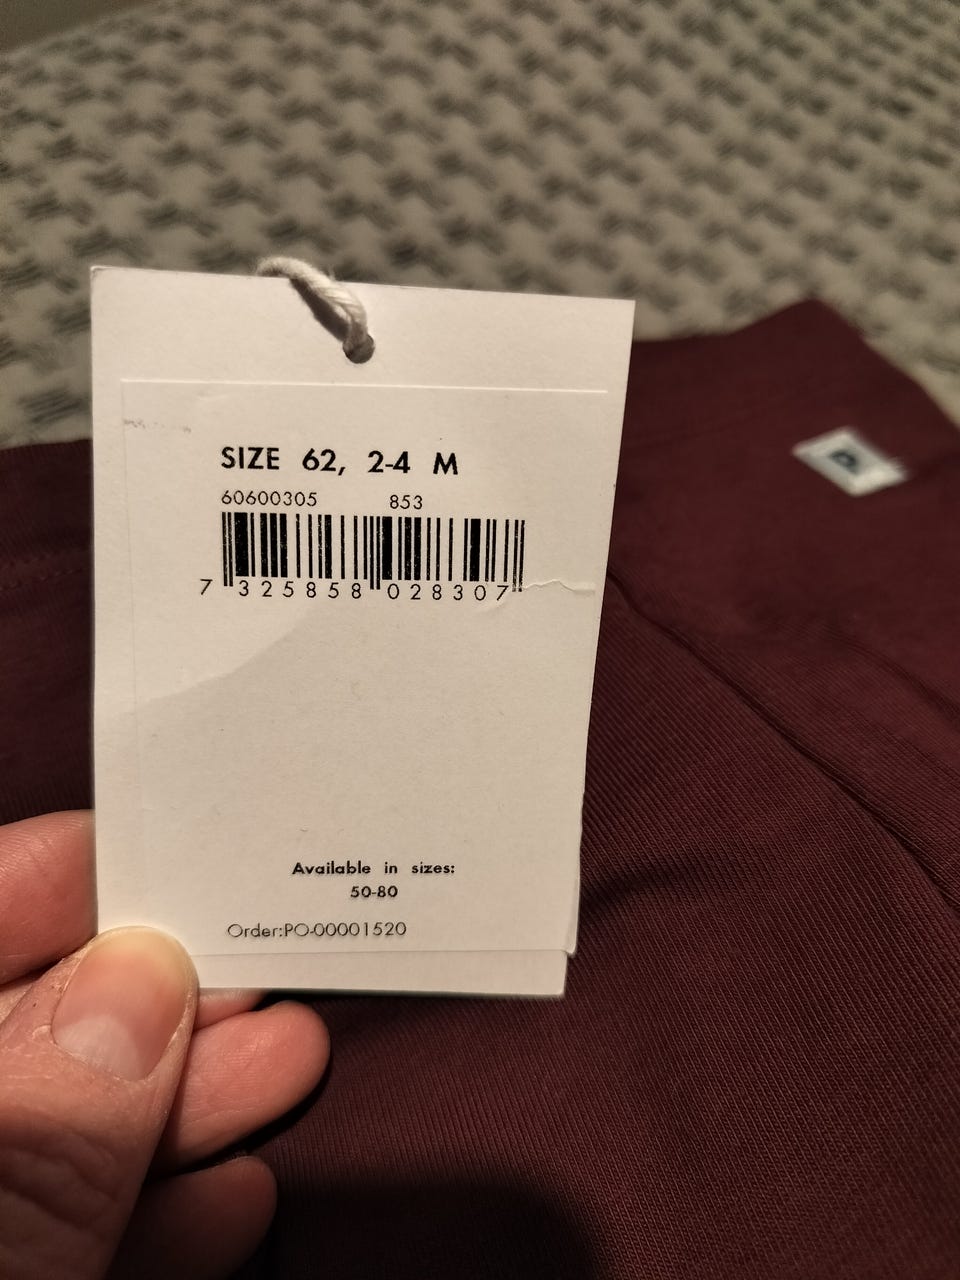 SIZE 62, 2-4 M
60600305 853
7 325858 028307
Available in sizes:
50-80
Order:PO-00001520
P